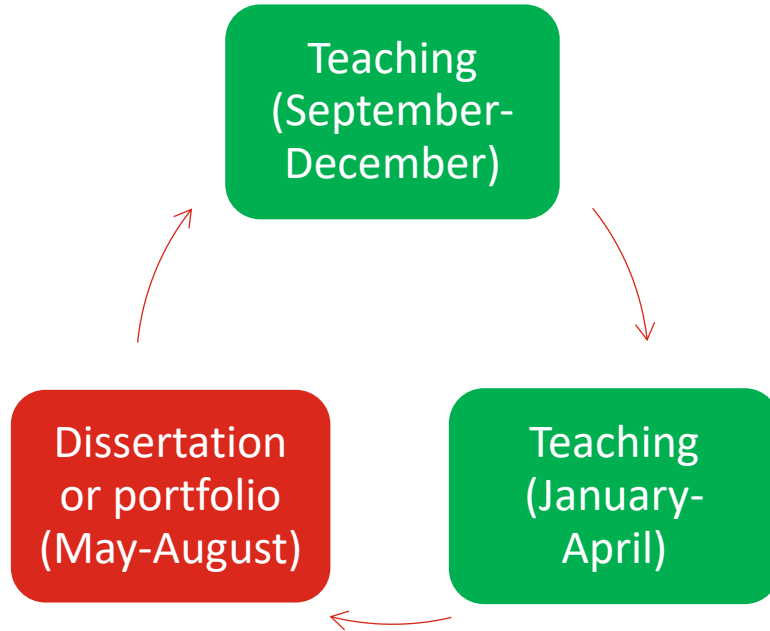 Teaching
(September-
December)
Teaching
(January-
April)
Dissertation
or portfolio
(May-August)